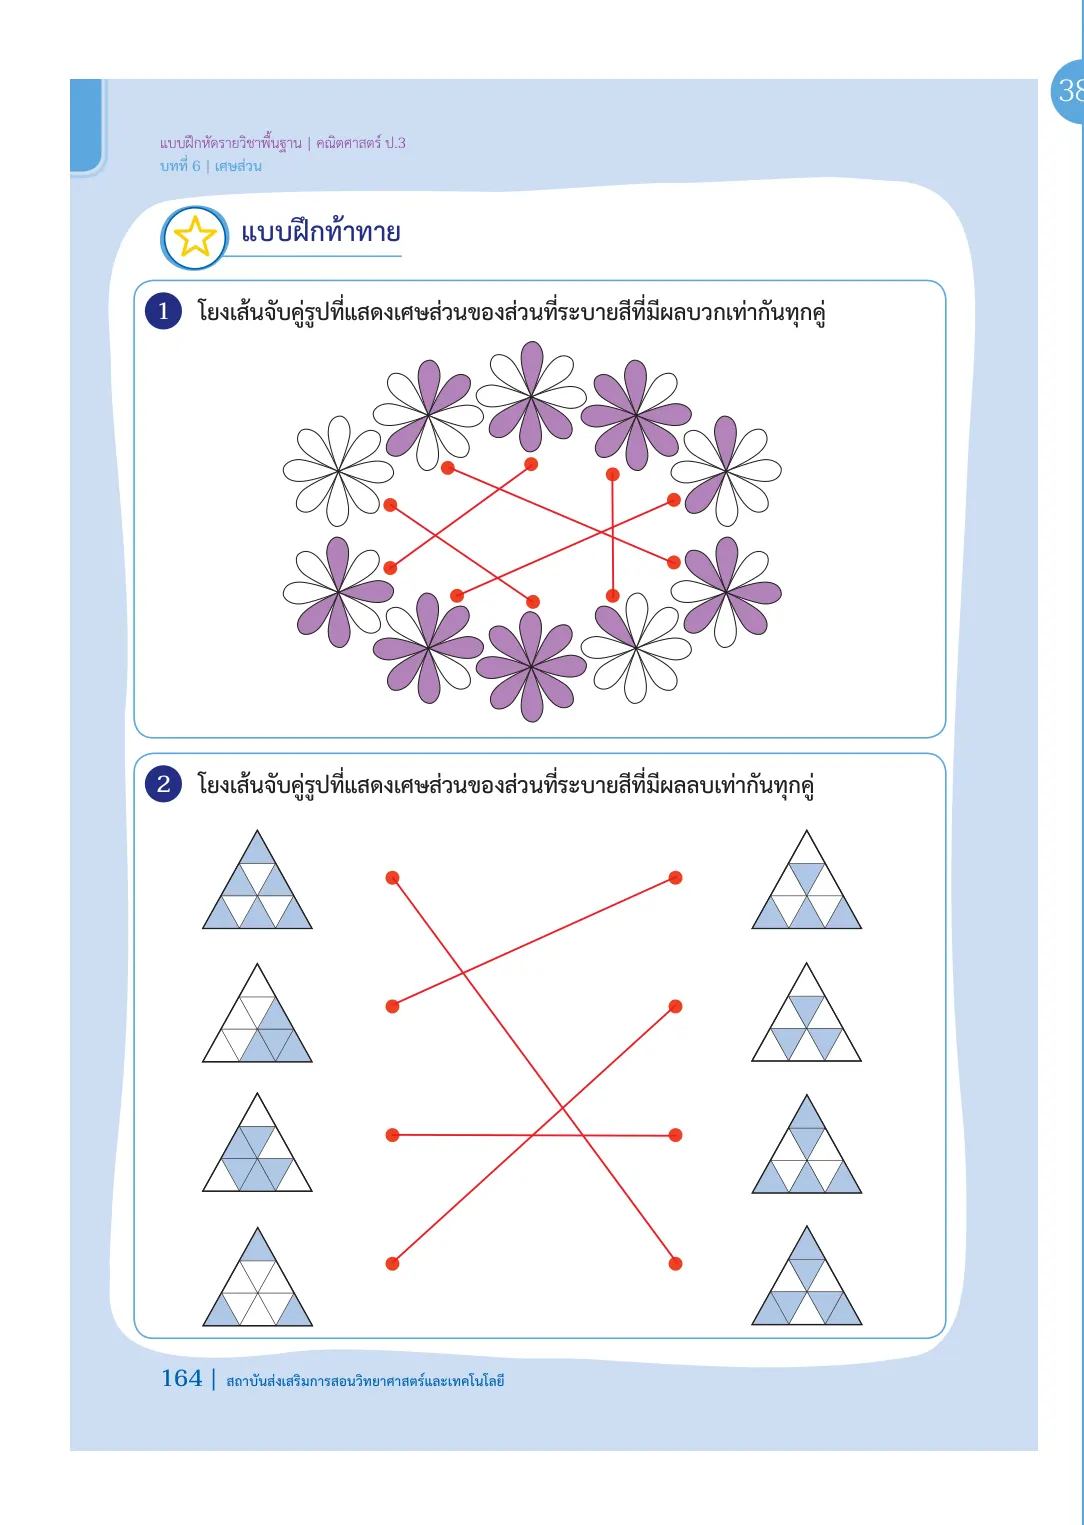 38
แบบฝึกหัดรายวิชาพื้นฐาน | คณิตศาสตร์ ป.3
บทที่ 6 | เศษส่วน
แบบฝึกท้าทาย
1 โยงเส้นจับคู่รูปที่แสดงเศษส่วนของส่วนที่ระบายสีที่มีผลบวกเท่ากันทุกคู่
2 โยงเส้นจับคู่รูปที่แสดงเศษส่วนของส่วนที่ระบายสีที่มีผลลบเท่ากันทุกคู่
164 | สถาบันส่งเสริมการสอนวิทยาศาสตร์และเทคโนโลยี